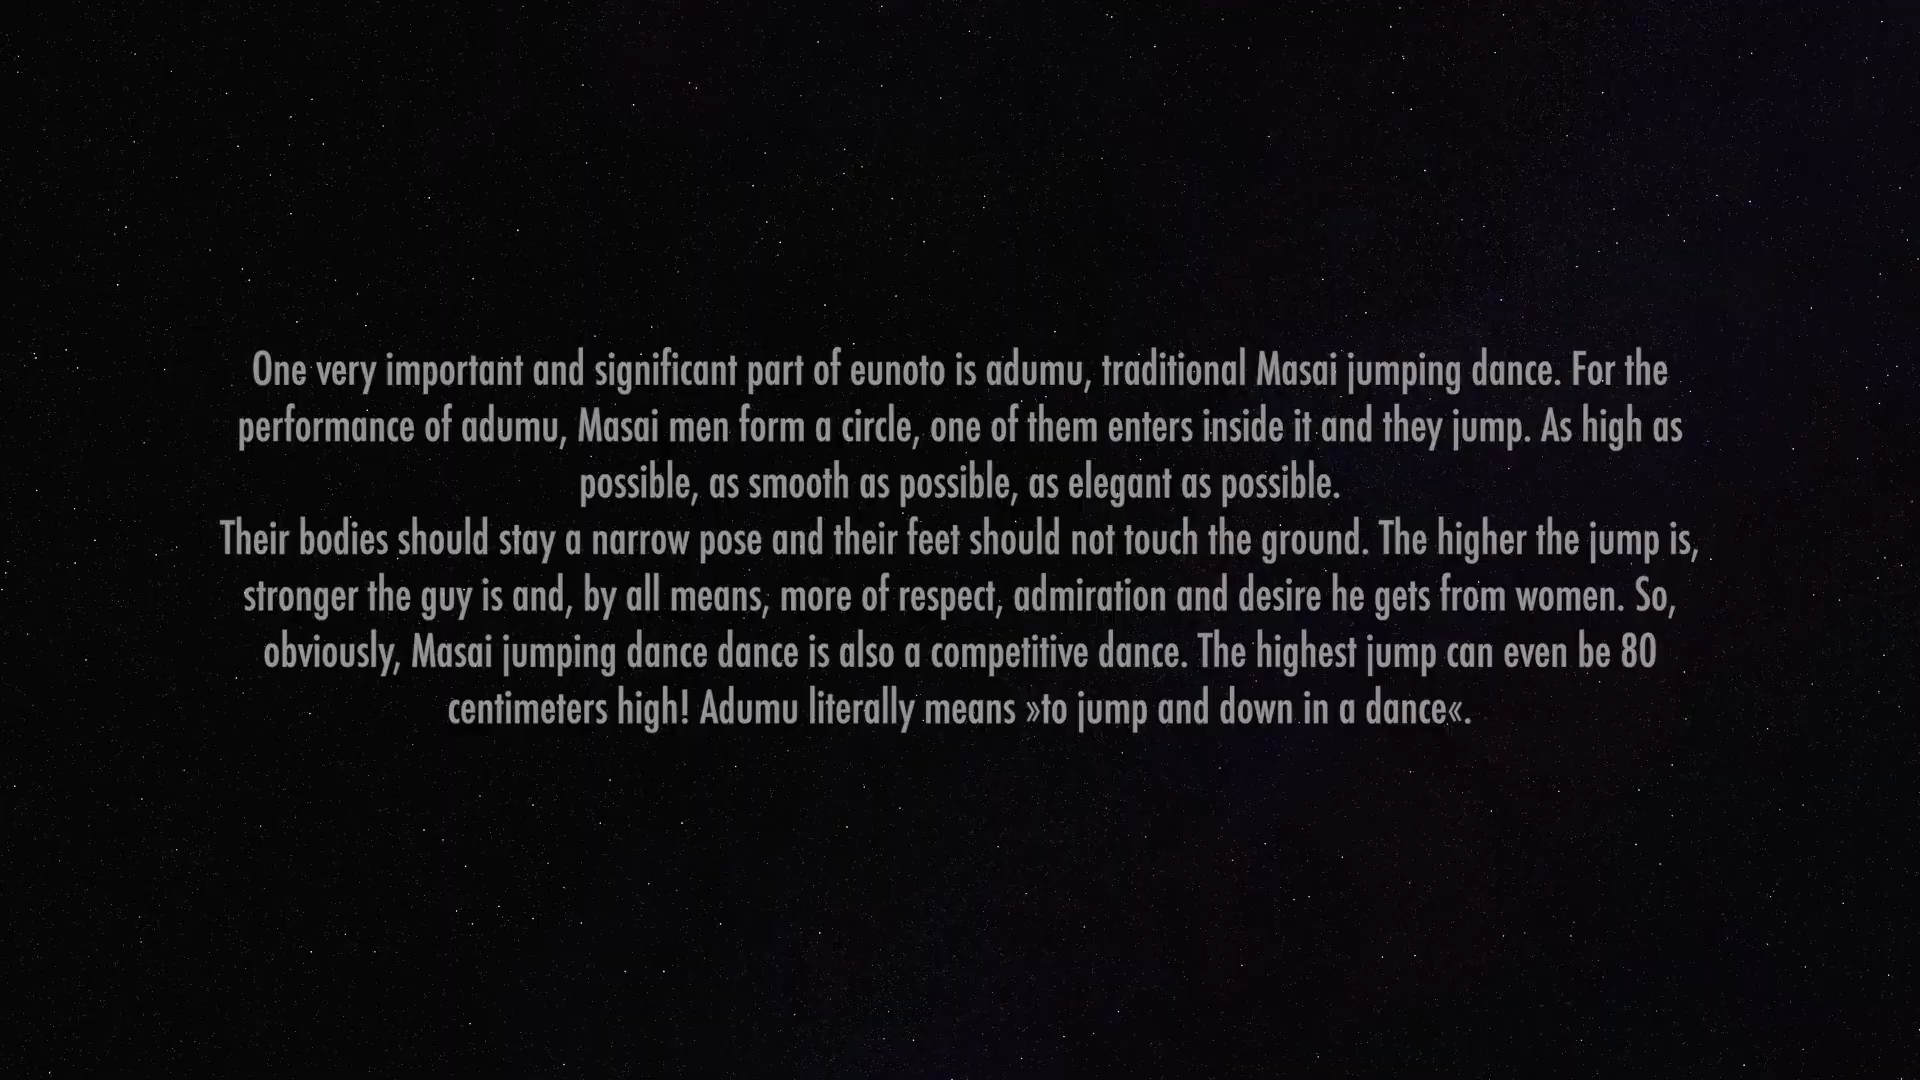 One very important and significant part of eunoto is adumu, traditional Masai jumping dance. For the
performance of adumu, Masai men form a circle, one of them enters inside it and they jump. As high as
possible, as smooth as possible, as elegant as possible.
Their bodies should stay a narrow pose and their feet should not touch the ground. The higher the jump is,
stronger the guy is and, by all means, more of respect, admiration and desire he gets from women. So,
obviously, Masai jumping dance dance is also a competitive dance. The highest jump can even be 80
centimeters high! Adumu literally means »to jump and down in a dance«.